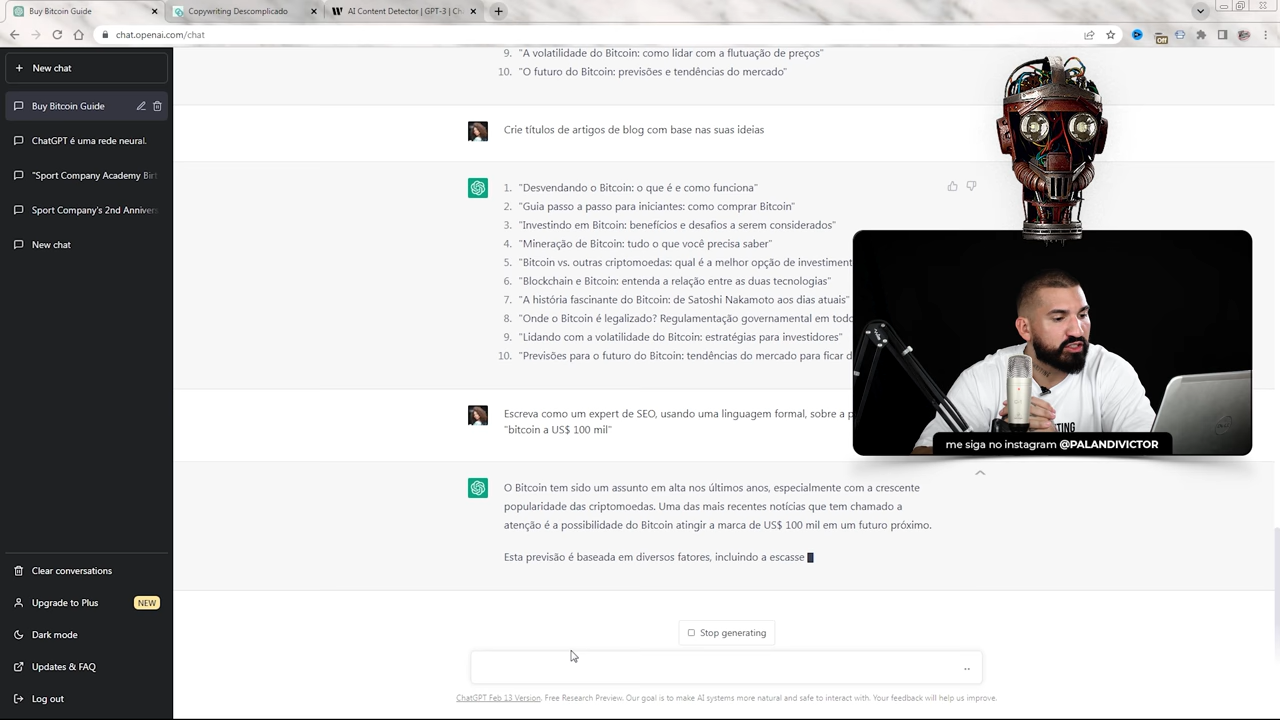 Buy Bitcoin Guide
Copywriting Descomplicado
AI Content Detector | GPT-3 | Ch
chat.openai.com/chat
Off
New chat
Buy Bitcoin Guide
ChatGPT é uma rede neural.
"Sport Company Academy Birt
Sport Company's 2nd Annivers
New chat
Clear conversations
Upgrade to Plus NEW
Dark mode
Updates & FAQ
Log out
9. "A volatilidade do Bitcoin: como lidar com a flutuação de preços"
10. "O futuro do Bitcoin: previsões e tendências do mercado"
Crie títulos de artigos de blog com base nas suas ideias
1. "Desvendando o Bitcoin: o que é e como funciona"
2. "Guia passo a passo para iniciantes: como comprar Bitcoin"
3. "Investindo em Bitcoin: benefícios e desafios a serem considerados"
4. "Mineração de Bitcoin: tudo o que você precisa saber"
5. "Bitcoin vs. outras criptomoedas: qual é a melhor opção de investiment
6. "Blockchain e Bitcoin: entenda a relação entre as duas tecnologias"
7. "A história fascinante do Bitcoin: de Satoshi Nakamoto aos dias atuais"
8. "Onde o Bitcoin é legalizado? Regulamentação governamental em todo
9. "Lidando com a volatilidade do Bitcoin: estratégias para investidores"
10. "Previsões para o futuro do Bitcoin: tendências do mercado para ficar d
Escreva como um expert de SEO, usando uma linguagem formal, sobre a p
"bitcoin a US$ 100 mil"
me siga no instagram @PALANDIVICTOR
O Bitcoin tem sido um assunto em alta nos últimos anos, especialmente com a crescente
popularidade das criptomoedas. Uma das mais recentes notícias que tem chamado a
atenção é a possibilidade do Bitcoin atingir a marca de US$ 100 mil em um futuro próximo.
Esta previsão é baseada em diversos fatores, incluindo a escasse
Stop generating
ChatGPT Feb 13 Version. Free Research Preview. Our goal is to make AI systems more natural and safe to interact with. Your feedback will help us improve.